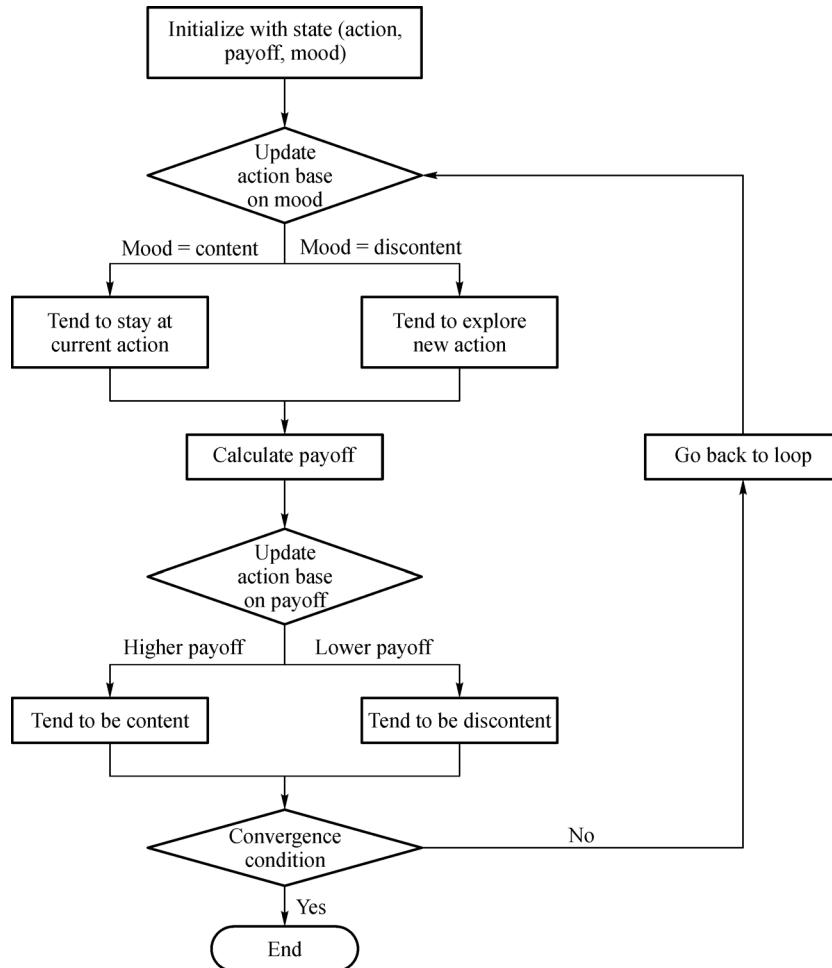 Initialize with state (action,
payoff, mood)
Update
action base
on mood
Mood = content
Mood = discontent
Tend to stay at
current action
Tend to explore
new action
Calculate payoff
Go back to loop
Update
action base
on payoff
Higher payoff
Lower payoff
Tend to be content
Tend to be discontent
Convergence
condition
No
Yes
End